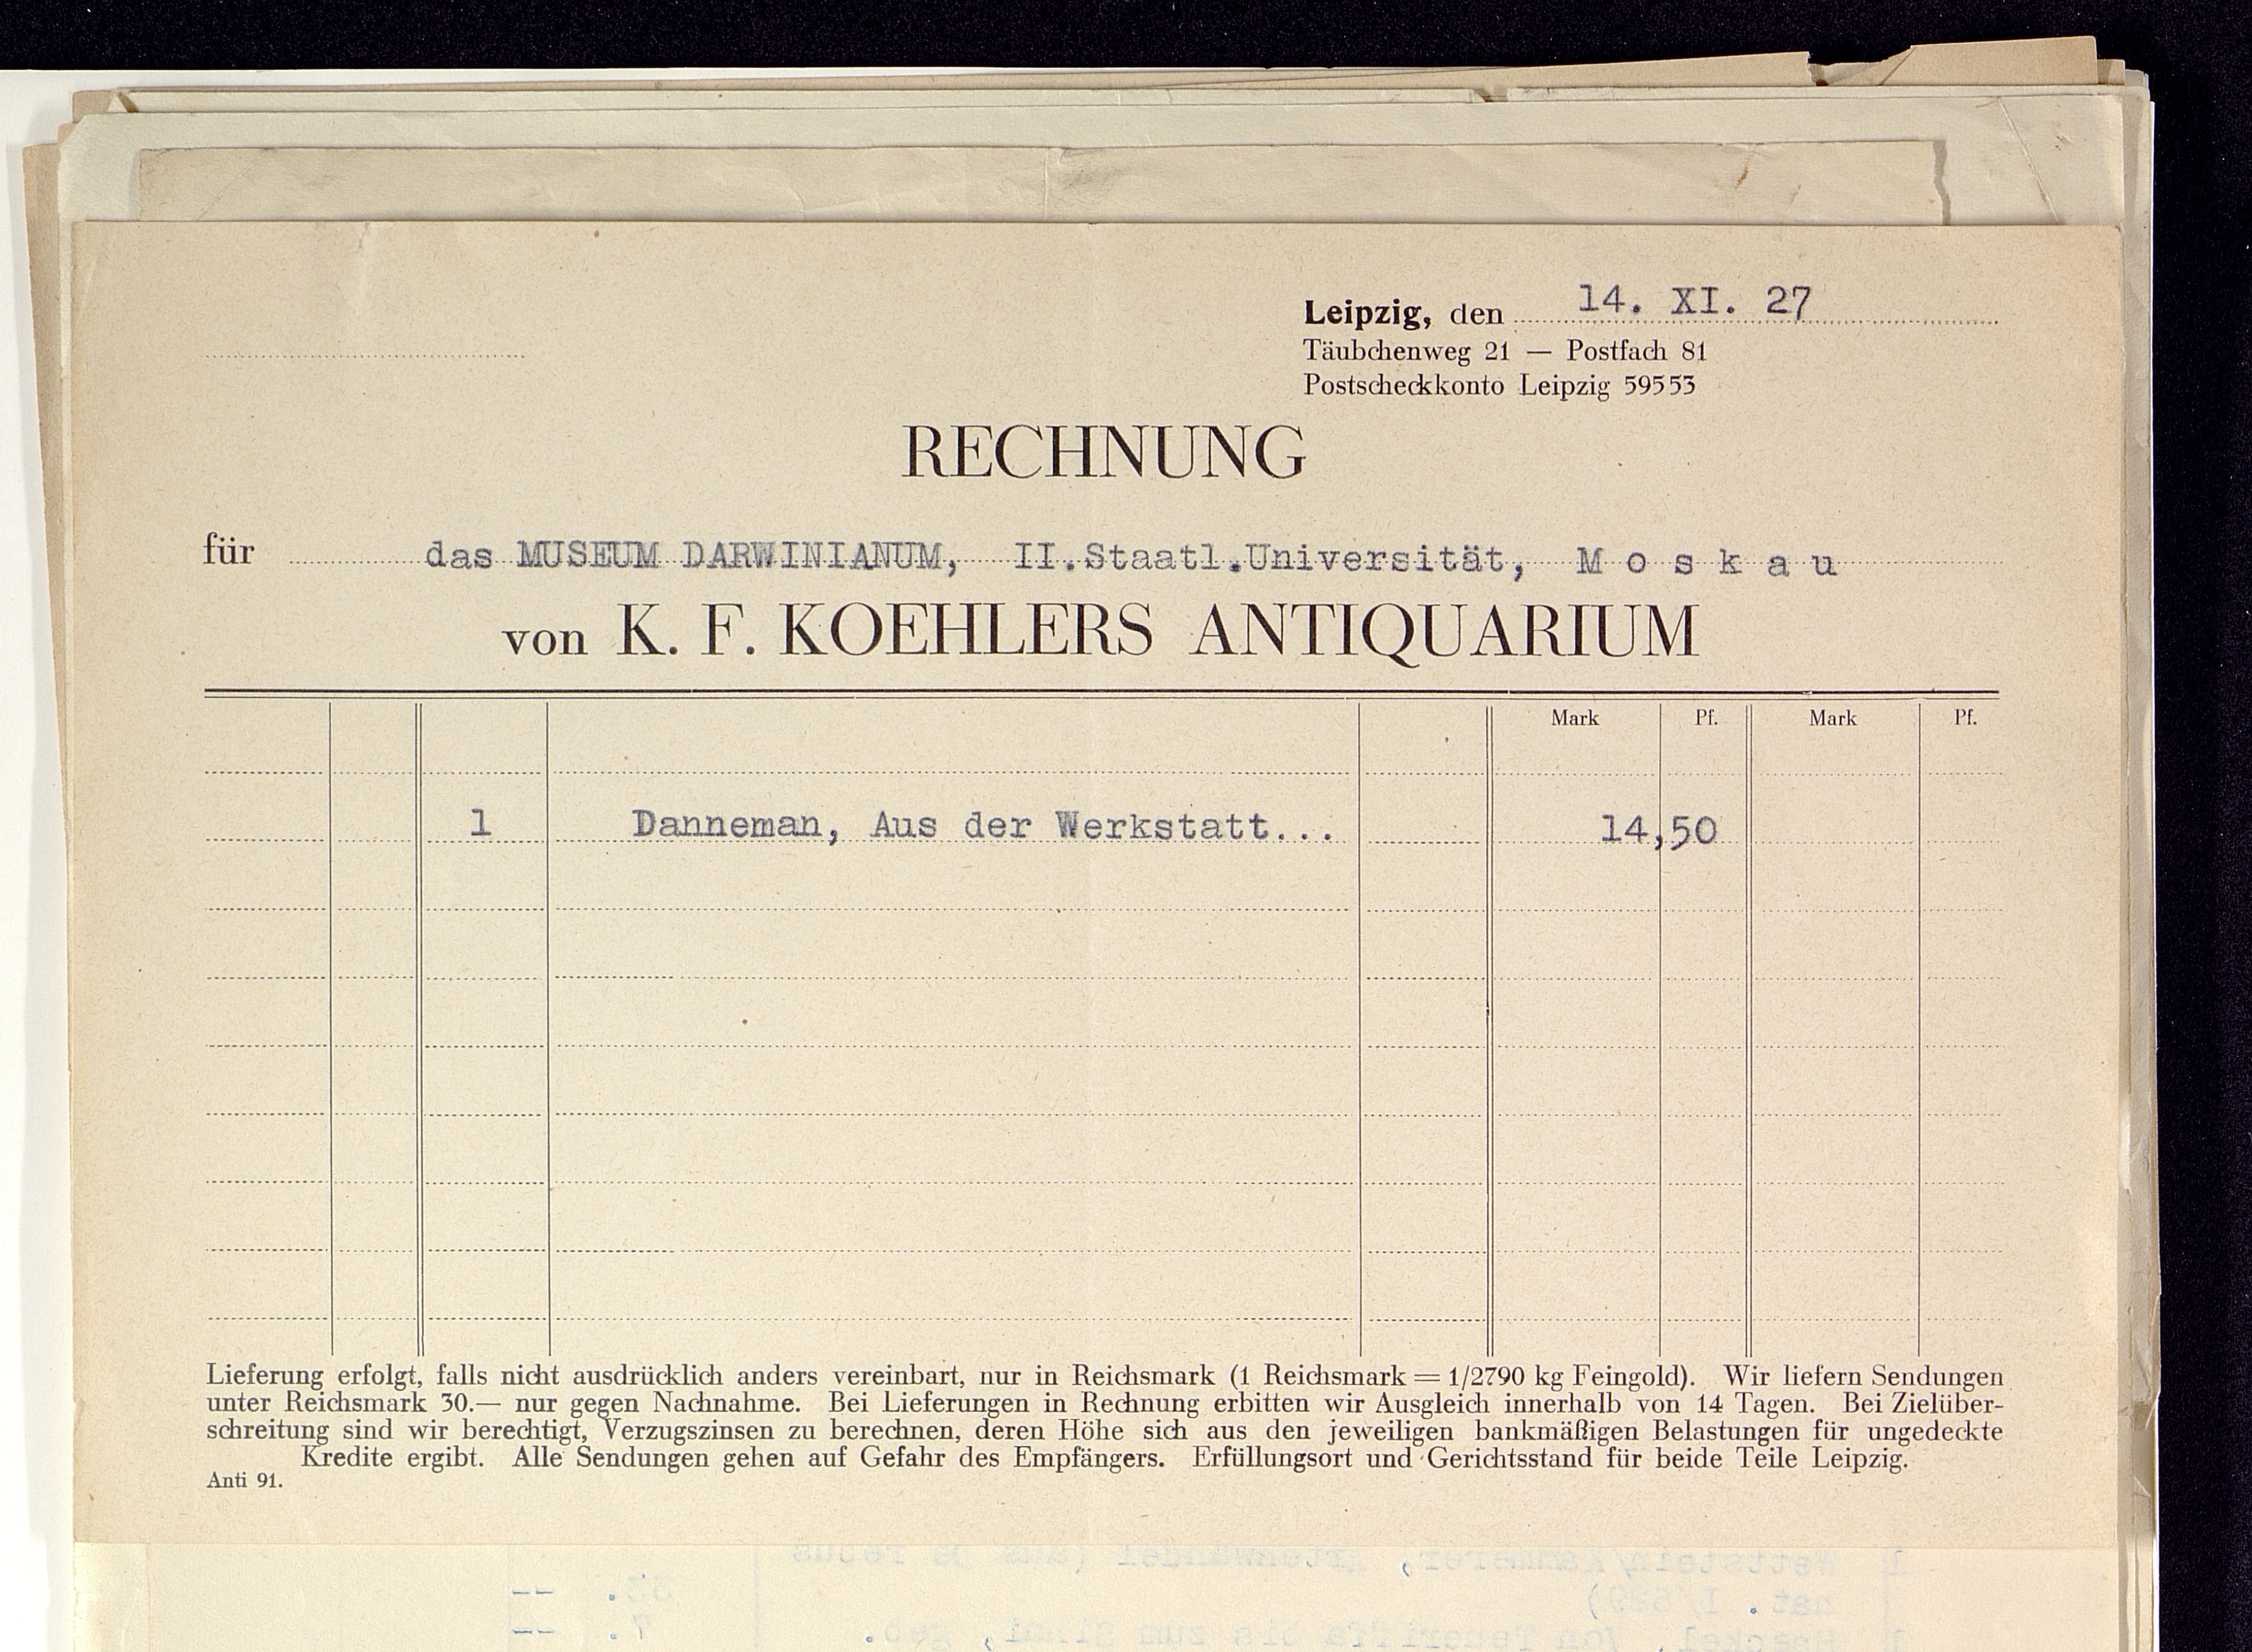 Leipzig, den 14. XI. 27
Täubchenweg 21 — Postfach 81
Postscheckkonto Leipzig 59553
RECHNUNG
für das MUSEUM DARWINIANUM, II.Staatl.Universität, M o s k a u
von K. F. KOEHLERS ANTIQUARIUM
Mark Pf. Mark Pf.
1 Danneman, Aus der Werkstatt... 14,50
Lieferung erfolgt, falls nicht ausdrücklich anders vereinbart, nur in Reichsmark (1 Reichsmark = 1/2790 kg Feingold). Wir liefern Sendungen
unter Reichsmark 30.— nur gegen Nachnahme. Bei Lieferungen in Rechnung erbitten wir Ausgleich innerhalb von 14 Tagen. Bei Zielüber-
schreitung sind wir berechtigt, Verzugszinsen zu berechnen, deren Höhe sich aus den jeweiligen bankmäßigen Belastungen für ungedeckte
Kredite ergibt. Alle Sendungen gehen auf Gefahr des Empfängers. Erfüllungsort und Gerichtsstand für beide Teile Leipzig.
Anti 91.